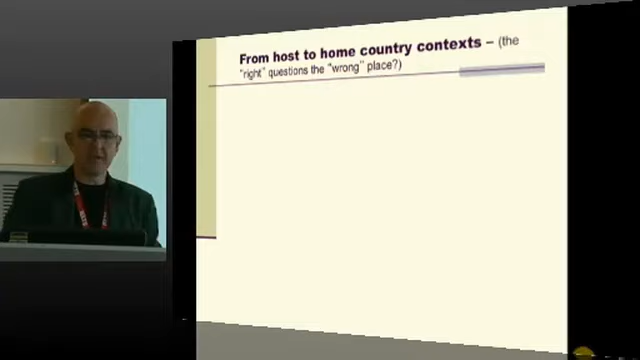 From host to home country contexts – (the
"right" questions the "wrong" place?)